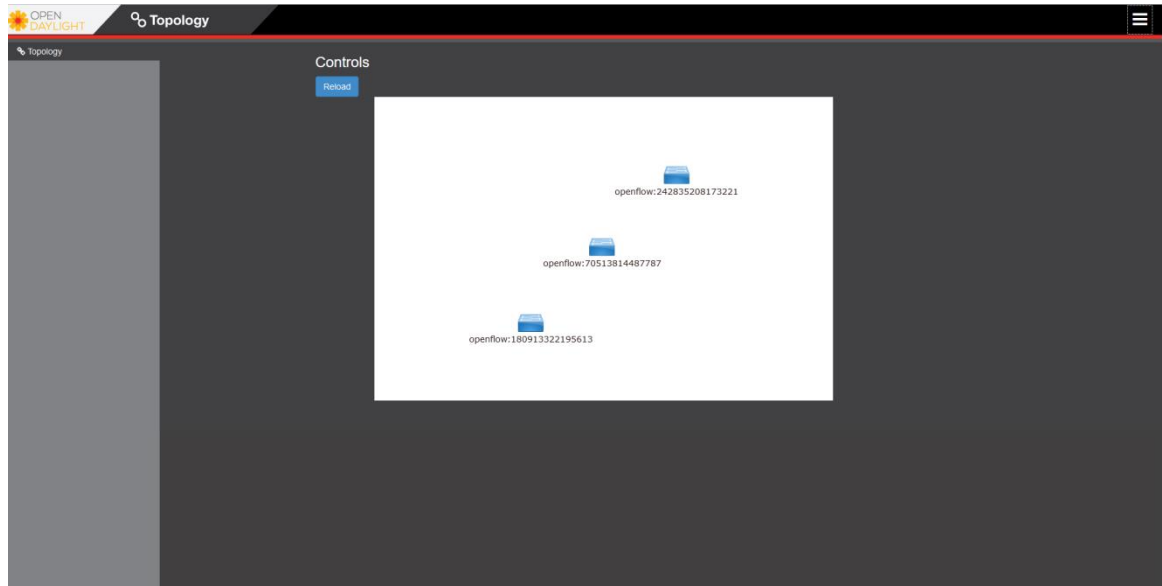 OPEN
DAYLIGHT
Topology
Topology
Controls
Reload
openflow:242835208173221
openflow:70513814487787
openflow:180913322195613